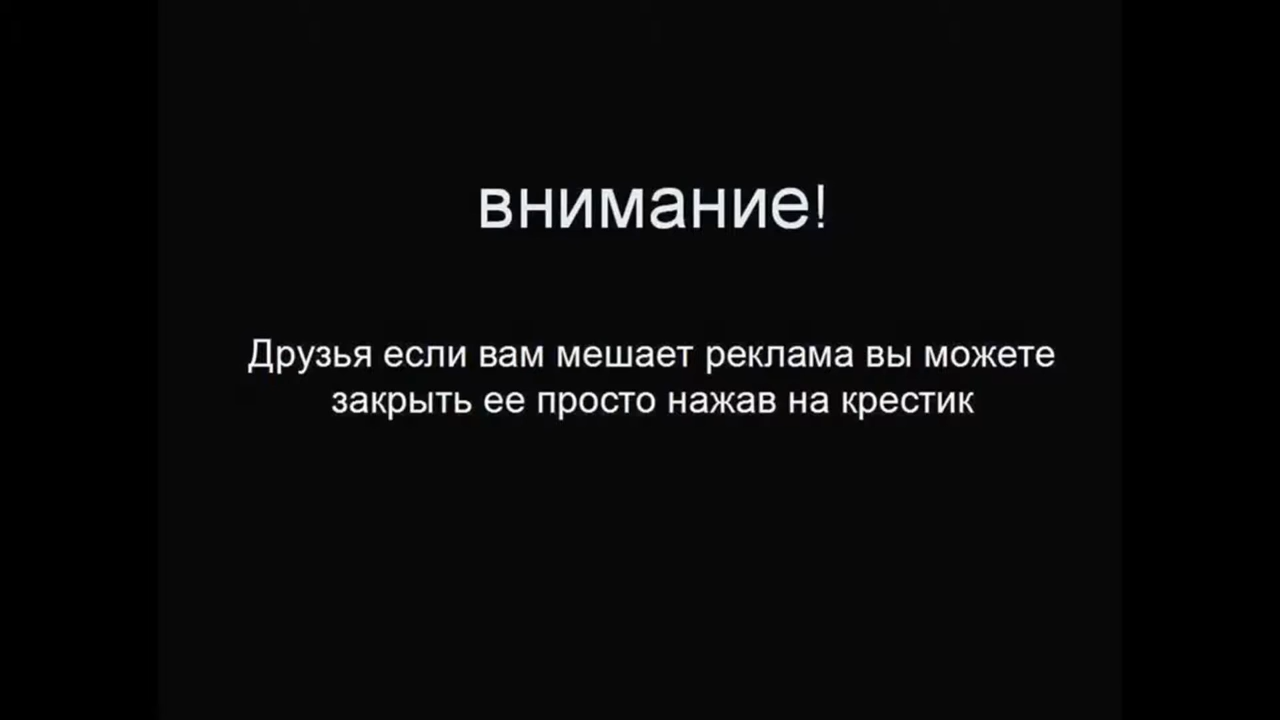 внимание!
Друзья если вам мешает реклама вы можете
закрыть ее просто нажав на крестик